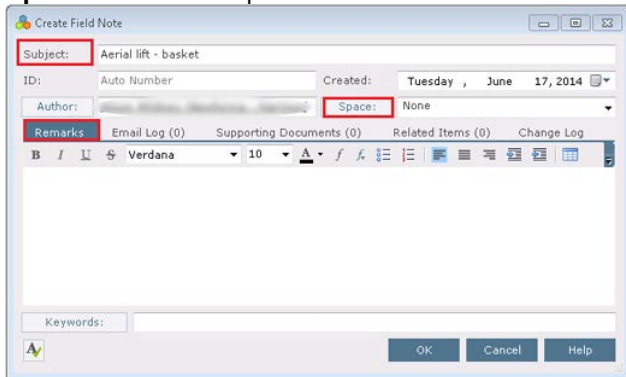 Create Field Note
Subject: Aerial lift - basket
ID: Auto Number Created: Tuesday , June 17, 2014
Author: Space: None
Remarks Email Log (0) Supporting Documents (0) Related Items (0) Change Log
B I U S Verdana 10 A f f
Keywords:
OK Cancel Help